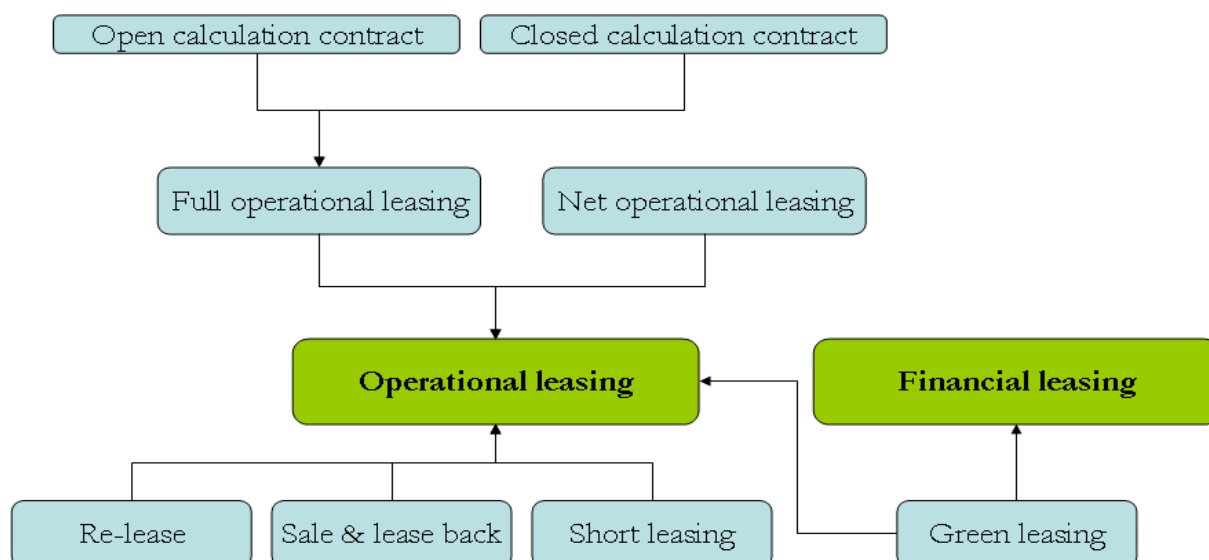 Open calculation contract
Closed calculation contract
Full operational leasing
Net operational leasing
Operational leasing
Financial leasing
Re-lease
Sale & lease back
Short leasing
Green leasing